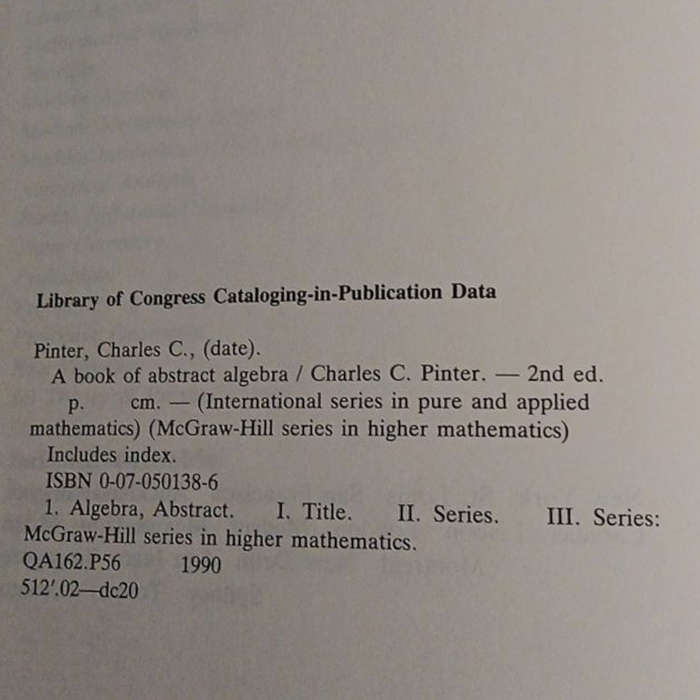 Library of Congress Cataloging-in-Publication Data
Pinter, Charles C., (date).
A book of abstract algebra / Charles C. Pinter. — 2nd ed.
p. cm. — (International series in pure and applied
mathematics) (McGraw-Hill series in higher mathematics)
Includes index.
ISBN 0-07-050138-6
1. Algebra, Abstract. I. Title. II. Series. III. Series:
McGraw-Hill series in higher mathematics.
QA162.P56 1990
512'.02—dc20